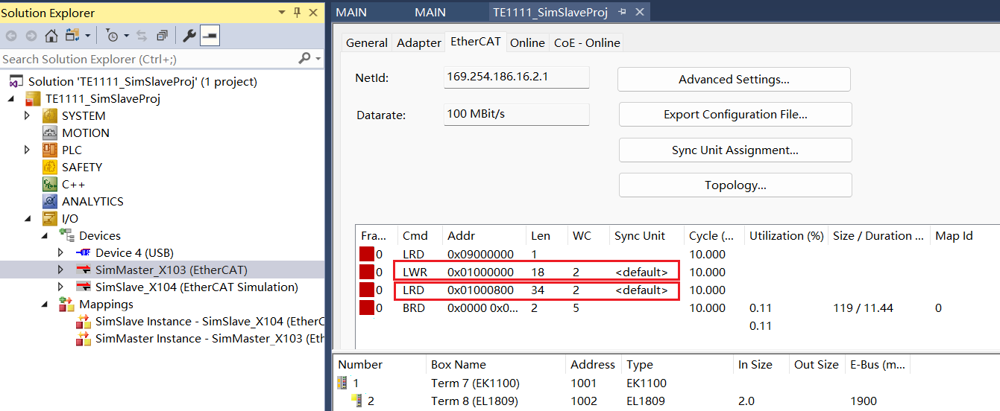 Solution Explorer
Search Solution Explorer (Ctrl+;)
Solution 'TE1111_SimSlaveProj' (1 project)
TE1111_SimSlaveProj
SYSTEM
MOTION
PLC
SAFETY
C++
ANALYTICS
I/O
Devices
Device 4 (USB)
SimMaster_X103 (EtherCAT)
SimSlave_X104 (EtherCAT Simulation)
Mappings
SimSlave Instance - SimSlave_X104 (EtherC
SimMaster Instance - SimMaster_X103 (Eth
MAIN MAIN TE1111_SimSlaveProj
General Adapter EtherCAT Online CoE - Online
NetId: 169.254.186.16.2.1 Advanced Settings...
Datarate: 100 MBit/s Export Configuration File...
Sync Unit Assignment...
Topology...
Fra... Cmd Addr Len WC Sync Unit Cycle (... Utilization (%) Size / Duration ... Map Id
0 LRD 0x09000000 1 10.000
0 LWR 0x01000000 18 2 <default> 10.000
0 LRD 0x01000800 34 2 <default> 10.000
0 BRD 0x0000 0x0... 2 5 10.000 0.11 119 / 11.44 0
0.11
Number Box Name Address Type In Size Out Size E-Bus (m...
1 Term 7 (EK1100) 1001 EK1100
2 Term 8 (EL1809) 1002 EL1809 2.0 1900